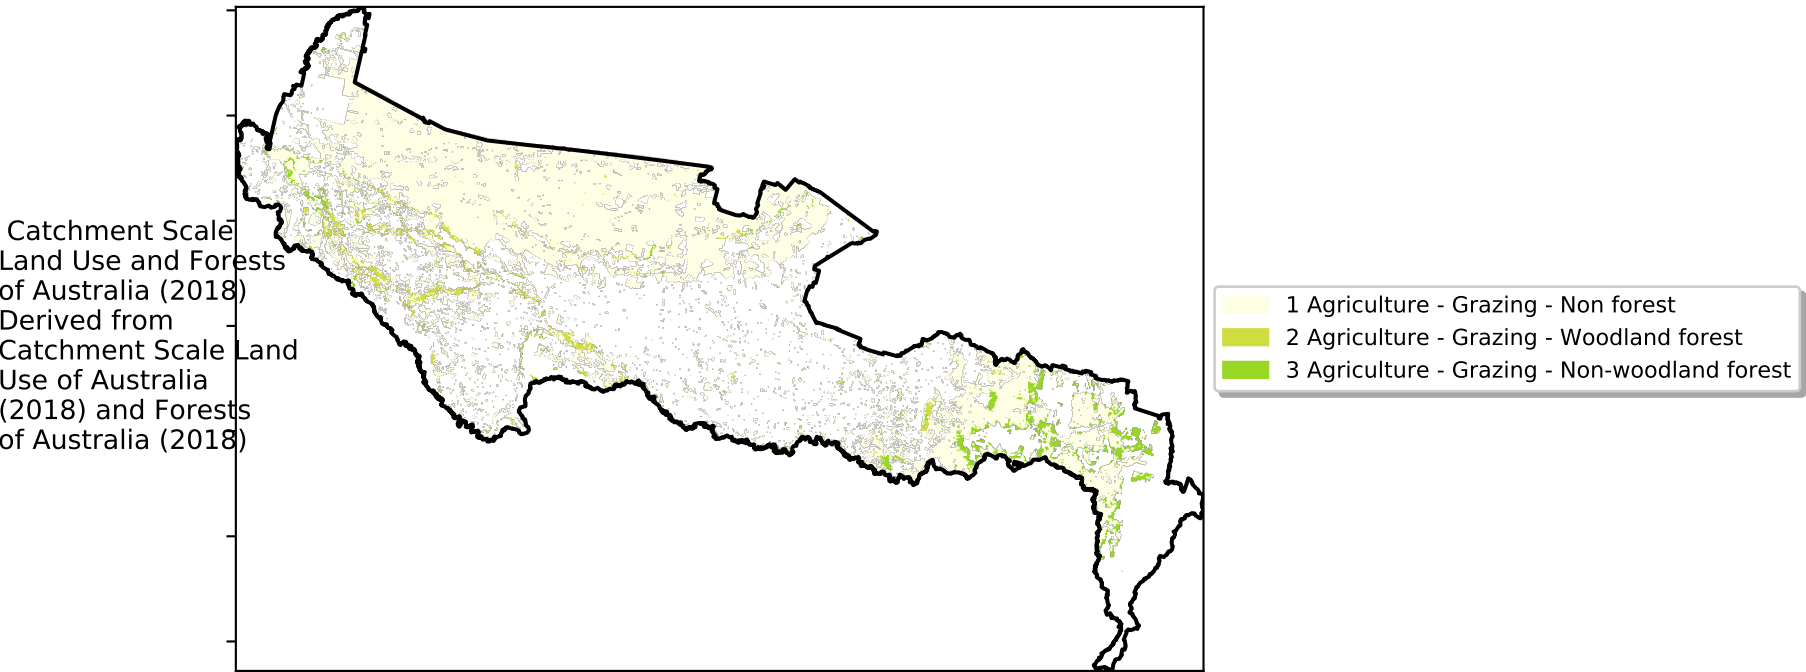 Catchment Scale
Land Use and Forests
of Australia (2018)
Derived from
Catchment Scale Land
Use of Australia
(2018) and Forests
of Australia (2018)
1 Agriculture - Grazing - Non forest
2 Agriculture - Grazing - Woodland forest
3 Agriculture - Grazing - Non-woodland forest